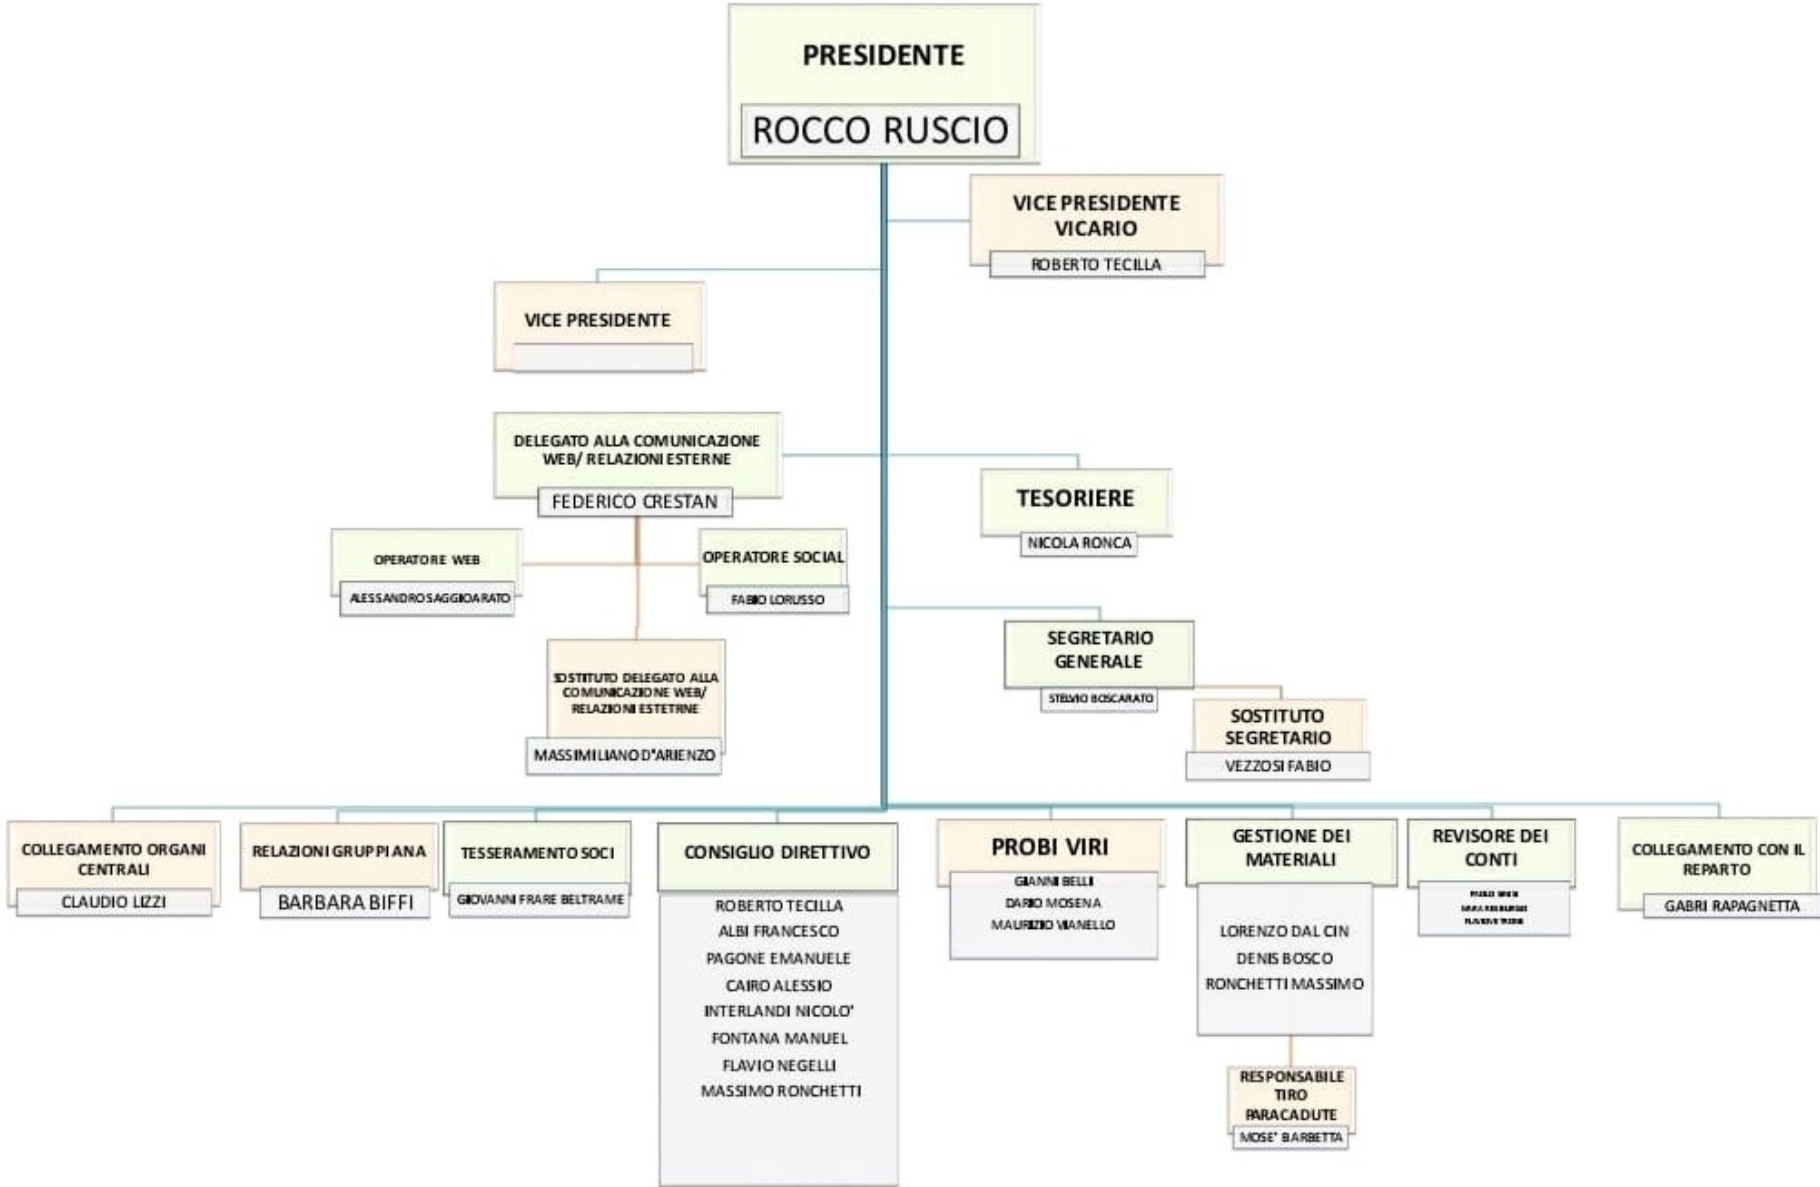 PRESIDENTE
ROCCO RUSCIO
VICE PRESIDENTE
VICARIO
ROBERTO TECILLA
VICE PRESIDENTE
DELEGATO ALLA COMUNICAZIONE
WEB/ RELAZIONI ESTERNE
FEDERICO CRESTAN
TESORIERE
NICOLA RONCA
OPERATORE WEB
ALESSANDRO SAGGIOARATO
OPERATORE SOCIAL
FABIO LORUSSO
SEGRETARIO
GENERALE
STELVIO BOSCARATO
SOSTITUTO DELEGATO ALLA
COMUNICAZIONE WEB/
RELAZIONI ESTETRNE
MASSIMILIANO D'ARIENZO
SOSTITUTO
SEGRETARIO
VEZZOSI FABIO
COLLEGAMENTO ORGANI
CENTRALI
CLAUDIO LIZZI
RELAZIONI GRUPPI ANA
BARBARA BIFFI
TESSERAMENTO SOCI
GIOVANNI FRARE BELTRAME
CONSIGLIO DIRETTIVO
ROBERTO TECILLA
ALBI FRANCESCO
PAGONE EMANUELE
CAIRO ALESSIO
INTERLANDI NICOLO'
FONTANA MANUEL
FLAVIO NEGELLI
MASSIMO RONCHETTI
PROBI VIRI
GIANNI BELLI
DARIO MOSENA
MAURIZIO VIANELLO
GESTIONE DEI
MATERIALI
LORENZO DAL CIN
DENIS BOSCO
RONCHETTI MASSIMO
RESPONSABILE
TIRO
PARACADUTE
MOSE' BARBETTA
REVISORE DEI
CONTI
PAOLO
COLLEGAMENTO CON IL
REPARTO
GABRI RAPAGNETTA